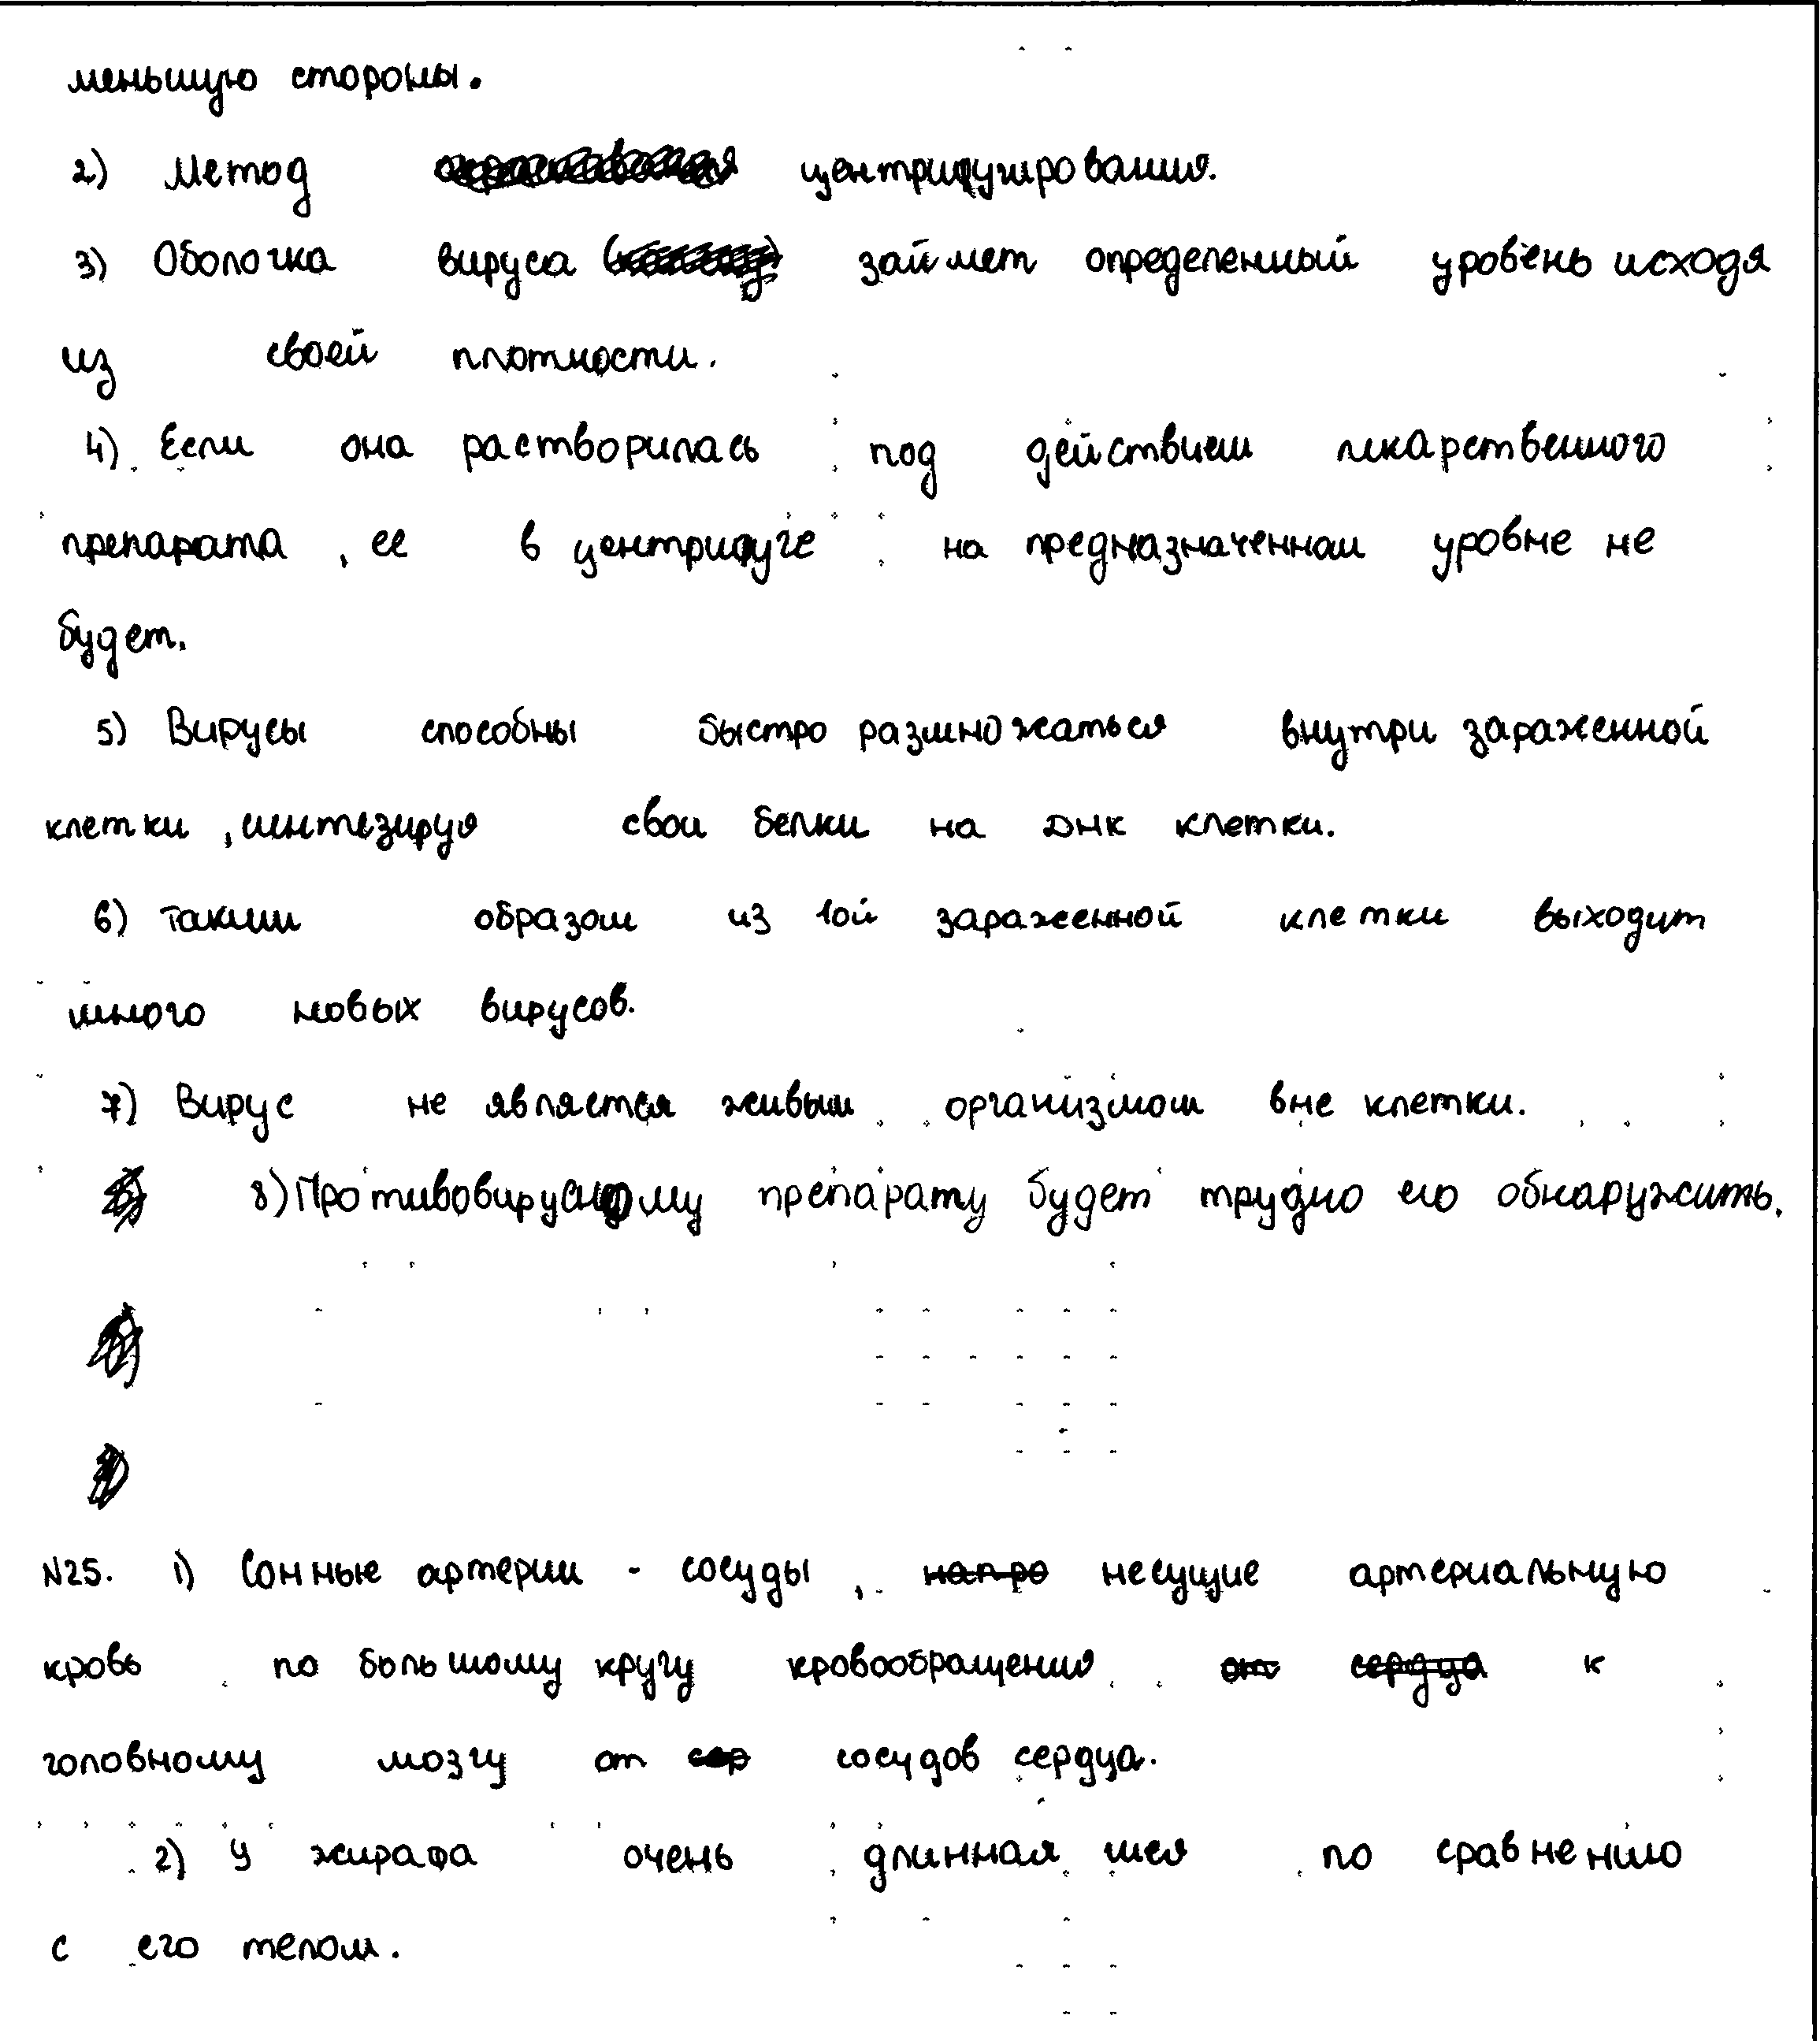 меньшую стороны.
2) Метод центрифугирования.
3) Оболочка вируса займет определенный уровень исходя
из своей плотности.
4) Если она растворилась под действием лекарственного
препарата, ее в центрифуге на предназначенном уровне не
будет.
5) Вирусы способны быстро размножаться внутри зараженной
клетки, синтезируя свои белки на ДНК клетки.
6) Таким образом из 1ой зараженной клетки выходит
много новых вирусов.
7) Вирус не является живым организмом вне клетки.
8) Противовирусному препарату будет трудно его обнаружить.
N25. 1) Сонные артерии - сосуды, напро несущие артериальную
кровь по большому кругу кровообращения от сердца к
головному мозгу от сер сосудов сердца.
2) У жирафа очень длинная шея по сравнению
с его телом.